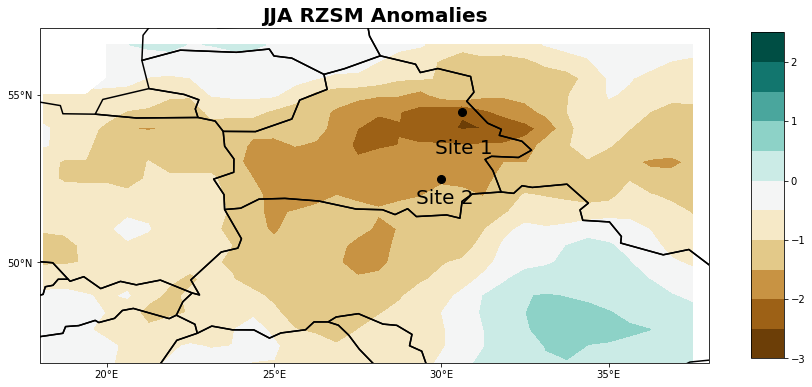 JJA RZSM Anomalies
55°N
50°N
20°E
25°E
30°E
35°E
Site 1
Site 2
2
1
0
−1
−2
−3